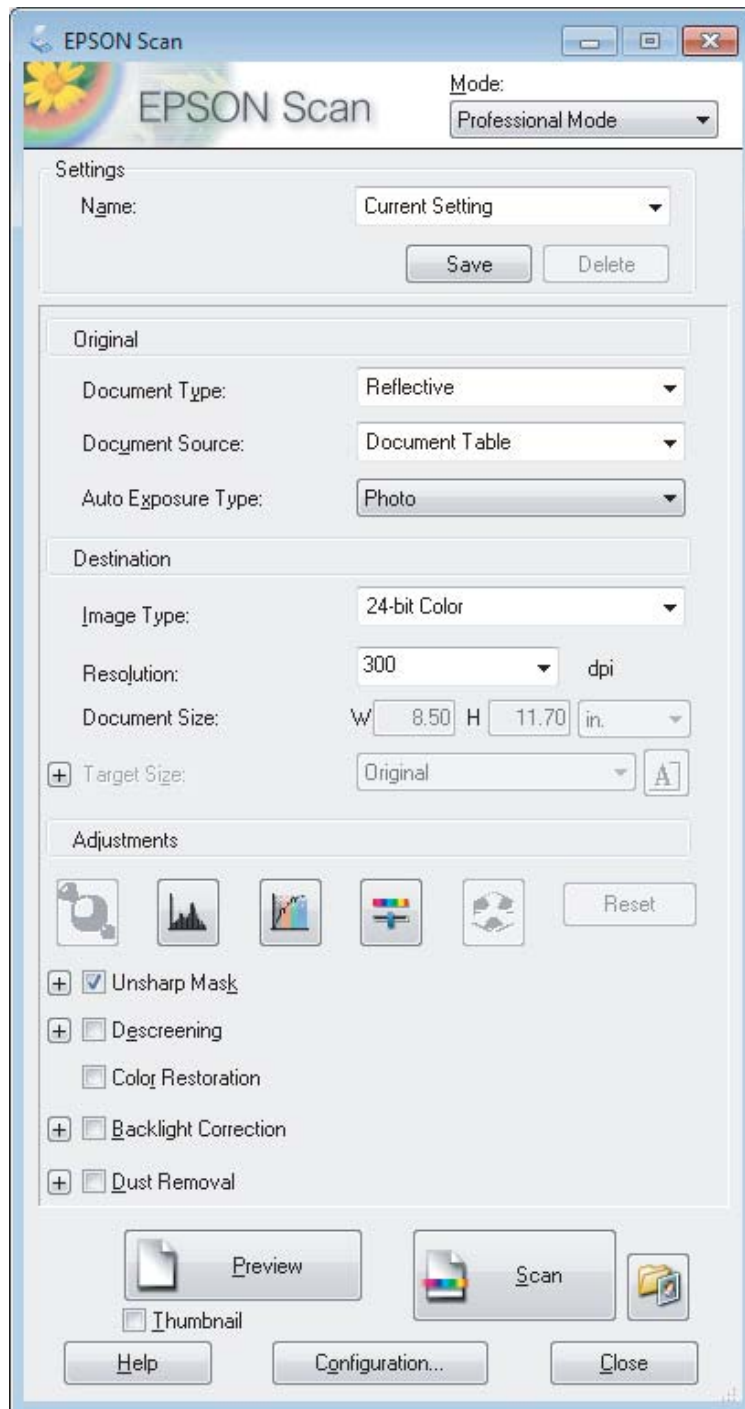 EPSON Scan
EPSON Scan
Mode:
Professional Mode
Settings
Name: Current Setting
Save Delete
Original
Document Type: Reflective
Document Source: Document Table
Auto Exposure Type: Photo
Destination
Image Type: 24-bit Color
Resolution: 300 dpi
Document Size: W 8.50 H 11.70 in.
Target Size: Original A
Adjustments
Reset
Unsharp Mask
Descreening
Color Restoration
Backlight Correction
Dust Removal
Preview Scan
Thumbnail
Help Configuration... Close